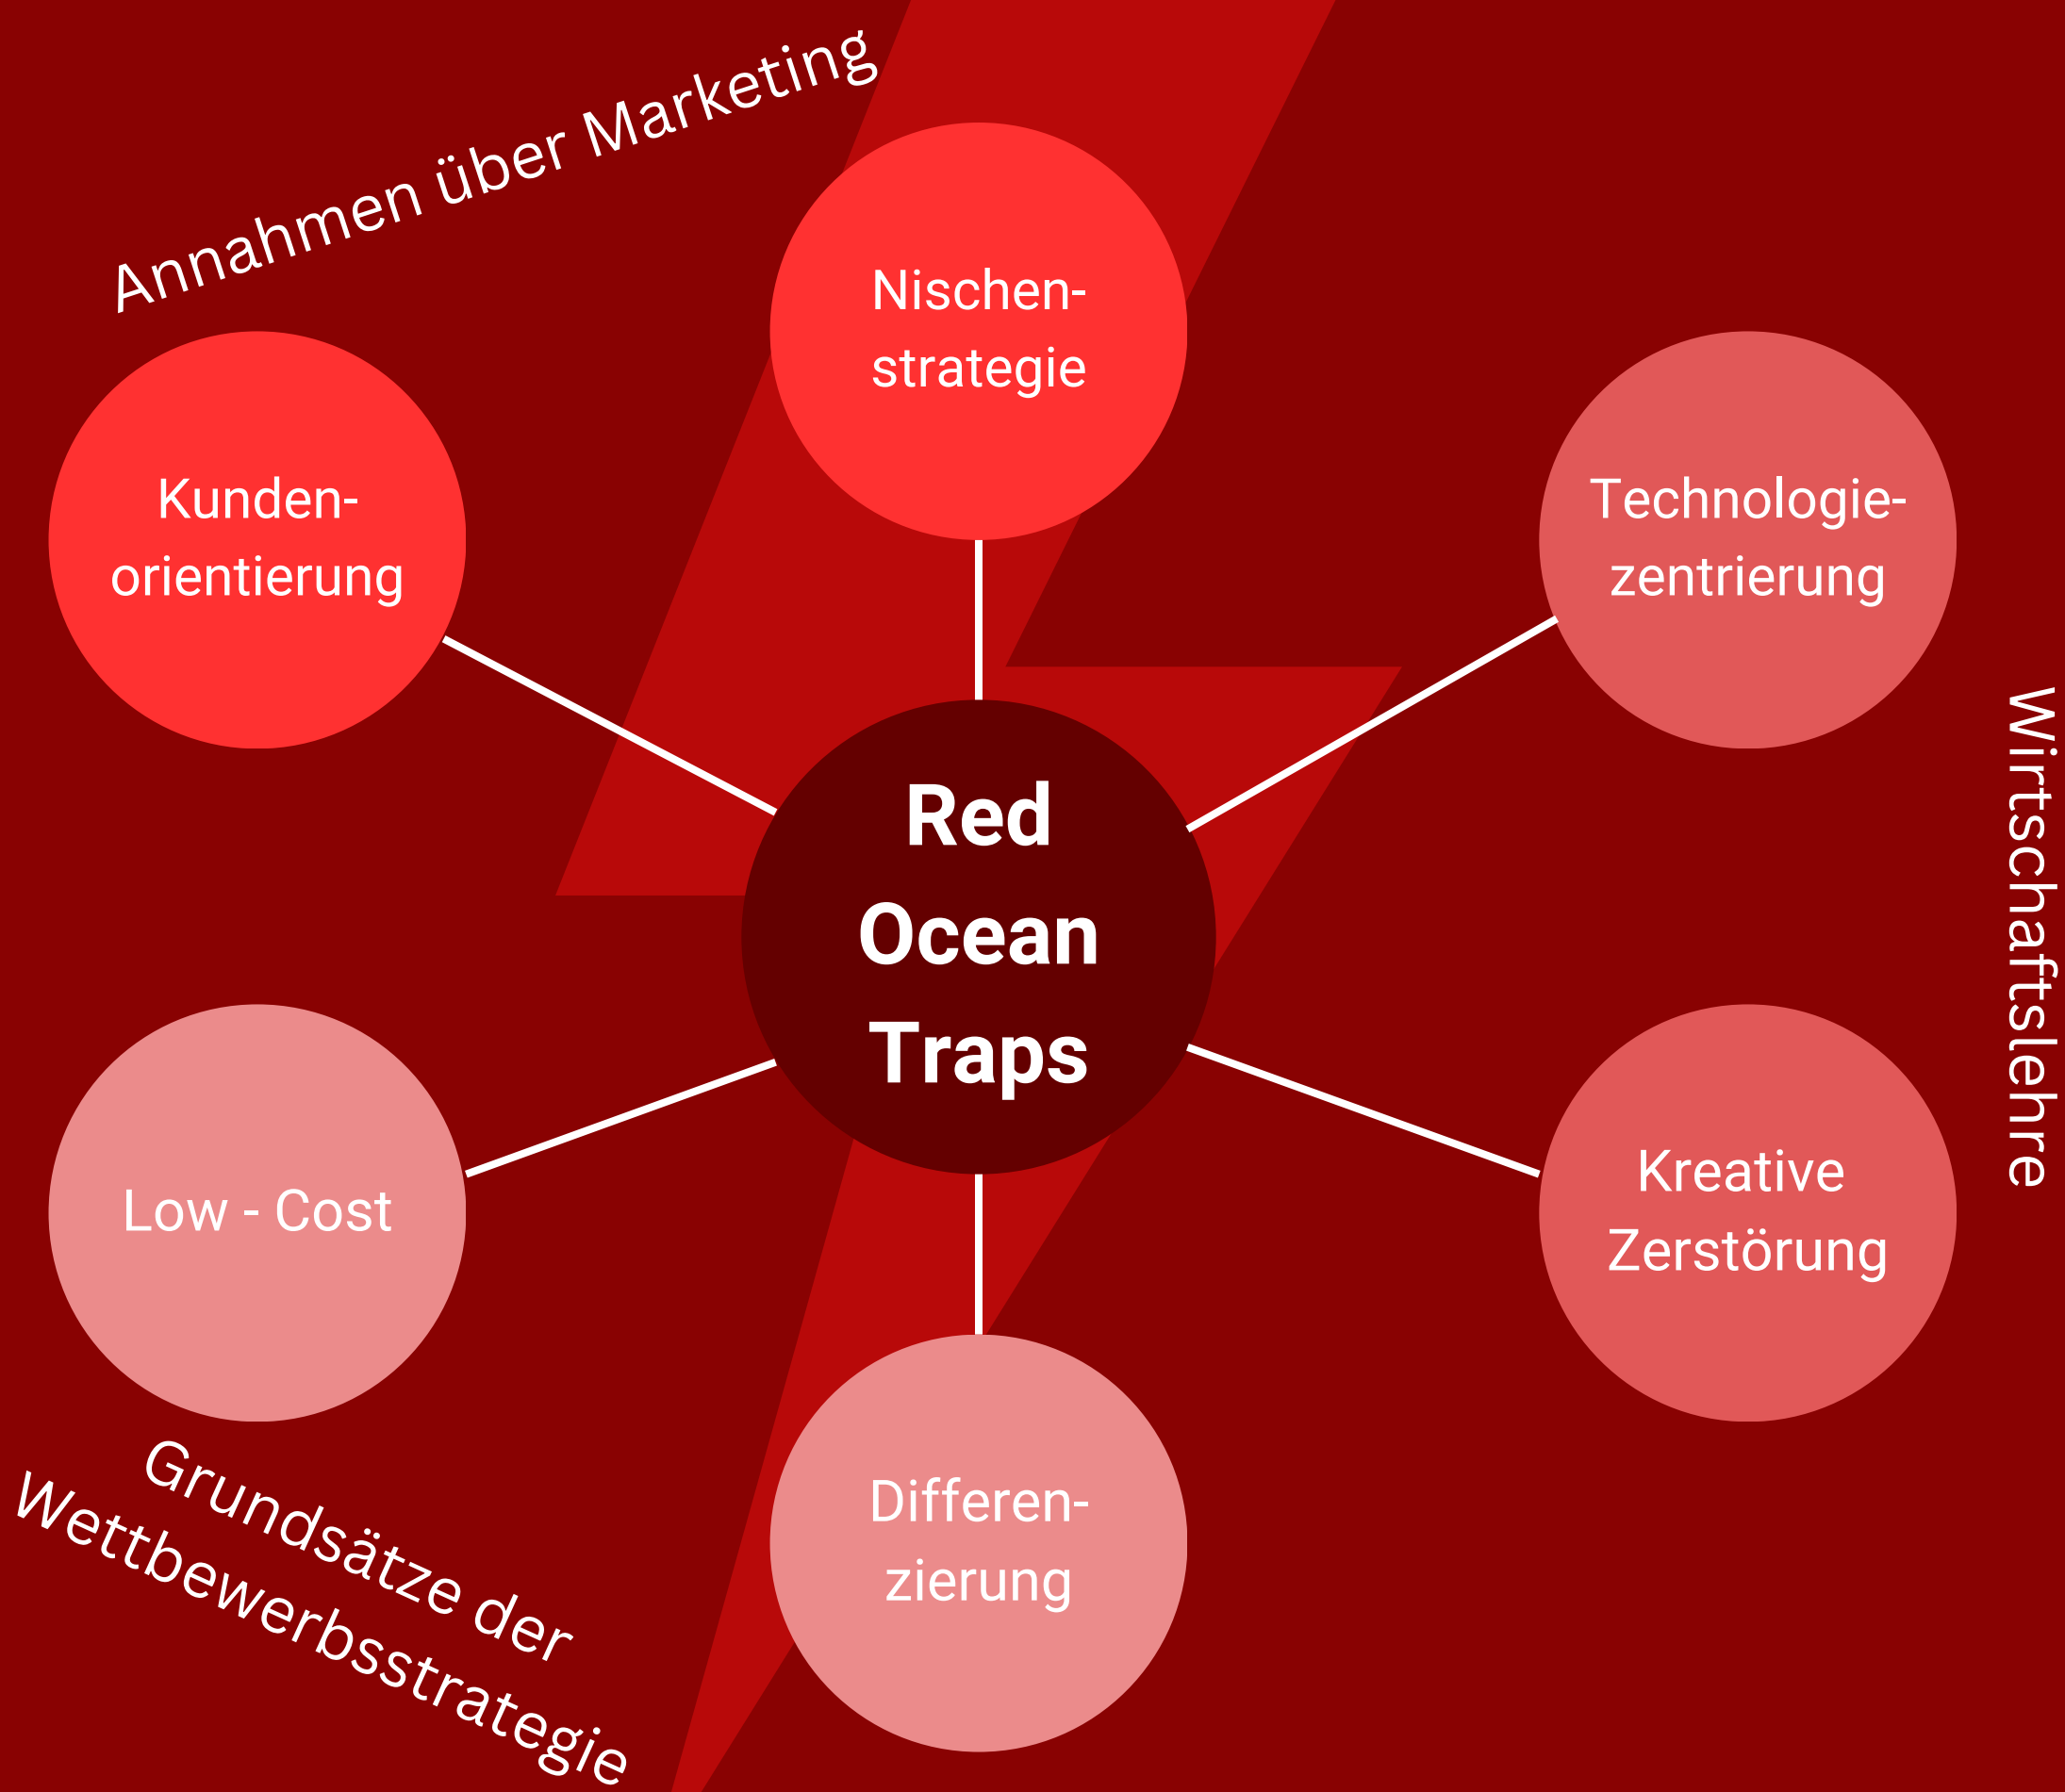 Annahmen über Marketing
Nischen-
strategie
Kunden-
orientierung
Technologie-
zentrierung
Red
Ocean
Traps
Wirtschaftslehre
Low - Cost
Kreative
Zerstörung
Differen-
zierung
Grundsätze der
Wettbewerbsstrategie